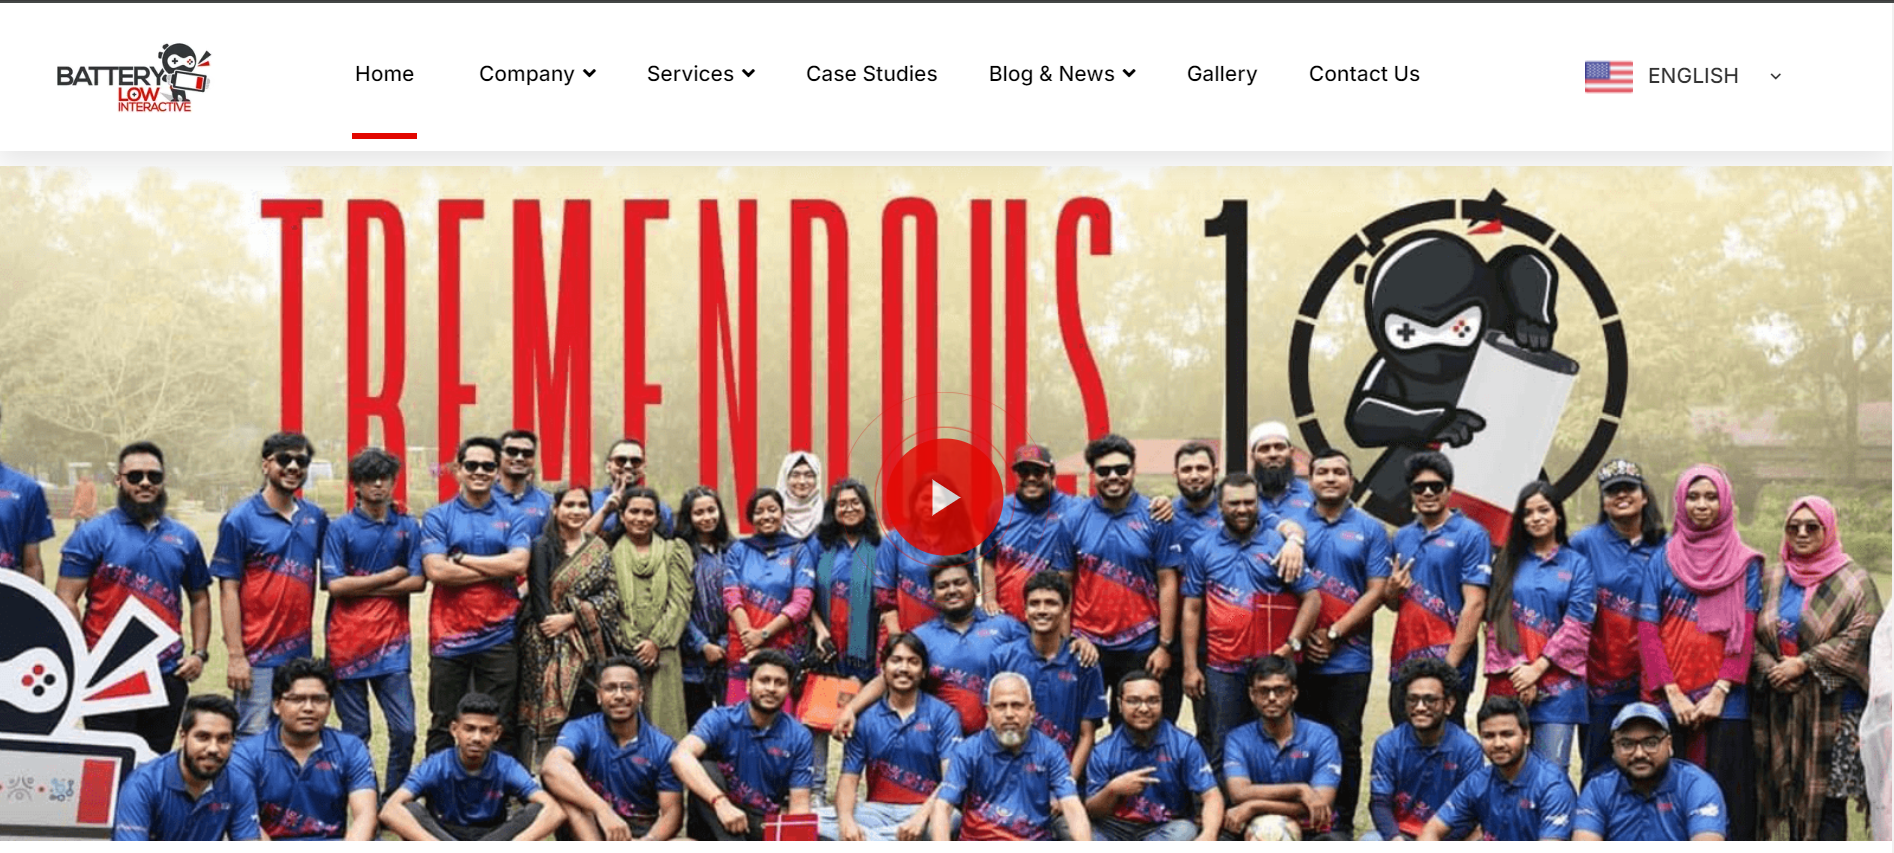 BATTERY
LOW
INTERACTIVE
Home
Company
Services
Case Studies
Blog & News
Gallery
Contact Us
ENGLISH
TREMENDOUS 10